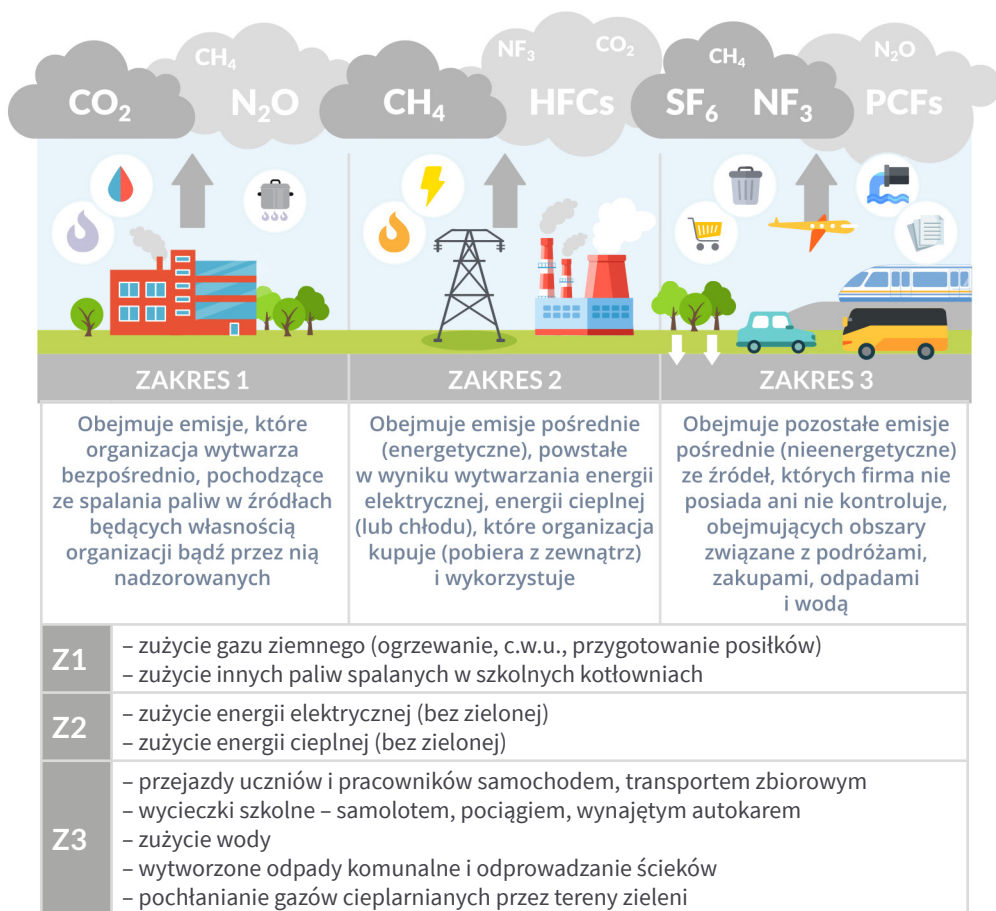 CH₄
NF₃
CO₂
CH₄
N₂O
CO₂
N₂O
CH₄
HFCs
SF₆
NF₃
PCFs
ZAKRES 1
ZAKRES 2
ZAKRES 3
Obejmuje emisje, które
organizacja wytwarza
bezpośrednio, pochodzące
ze spalania paliw w źródłach
będących własnością
organizacji bądź przez nią
nadzorowanych
Obejmuje emisje pośrednie
(energetyczne), powstałe
w wyniku wytwarzania energii
elektrycznej, energii cieplnej
(lub chłodu), które organizacja
kupuje (pobiera z zewnątrz)
i wykorzystuje
Obejmuje pozostałe emisje
pośrednie (nieenergetyczne)
ze źródeł, których firma nie
posiada ani nie kontroluje,
obejmujących obszary
związane z podróżami,
zakupami, odpadami
i wodą
Z1
– zużycie gazu ziemnego (ogrzewanie, c.w.u., przygotowanie posiłków)
– zużycie innych paliw spalanych w szkolnych kotłowniach
Z2
– zużycie energii elektrycznej (bez zielonej)
– zużycie energii cieplnej (bez zielonej)
Z3
– przejazdy uczniów i pracowników samochodem, transportem zbiorowym
– wycieczki szkolne – samolotem, pociągiem, wynajętym autokarem
– zużycie wody
– wytworzone odpady komunalne i odprowadzanie ścieków
– pochłanianie gazów cieplarnianych przez tereny zieleni